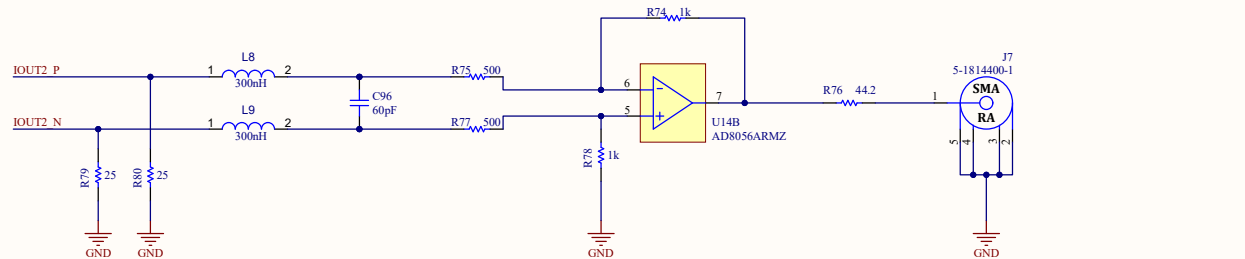 R74 1k
IOUT2_P
1
L8
2
300nH
R75 500
C96
60pF
IOUT2_N
1
L9
2
300nH
R77 500
6
5
7
U14B
AD8056ARMZ
R76 44.2
1
J7
5-1814400-1
SMA
RA
5
4
3
2
R79 25
R80 25
R78 1k
GND
GND
GND
GND